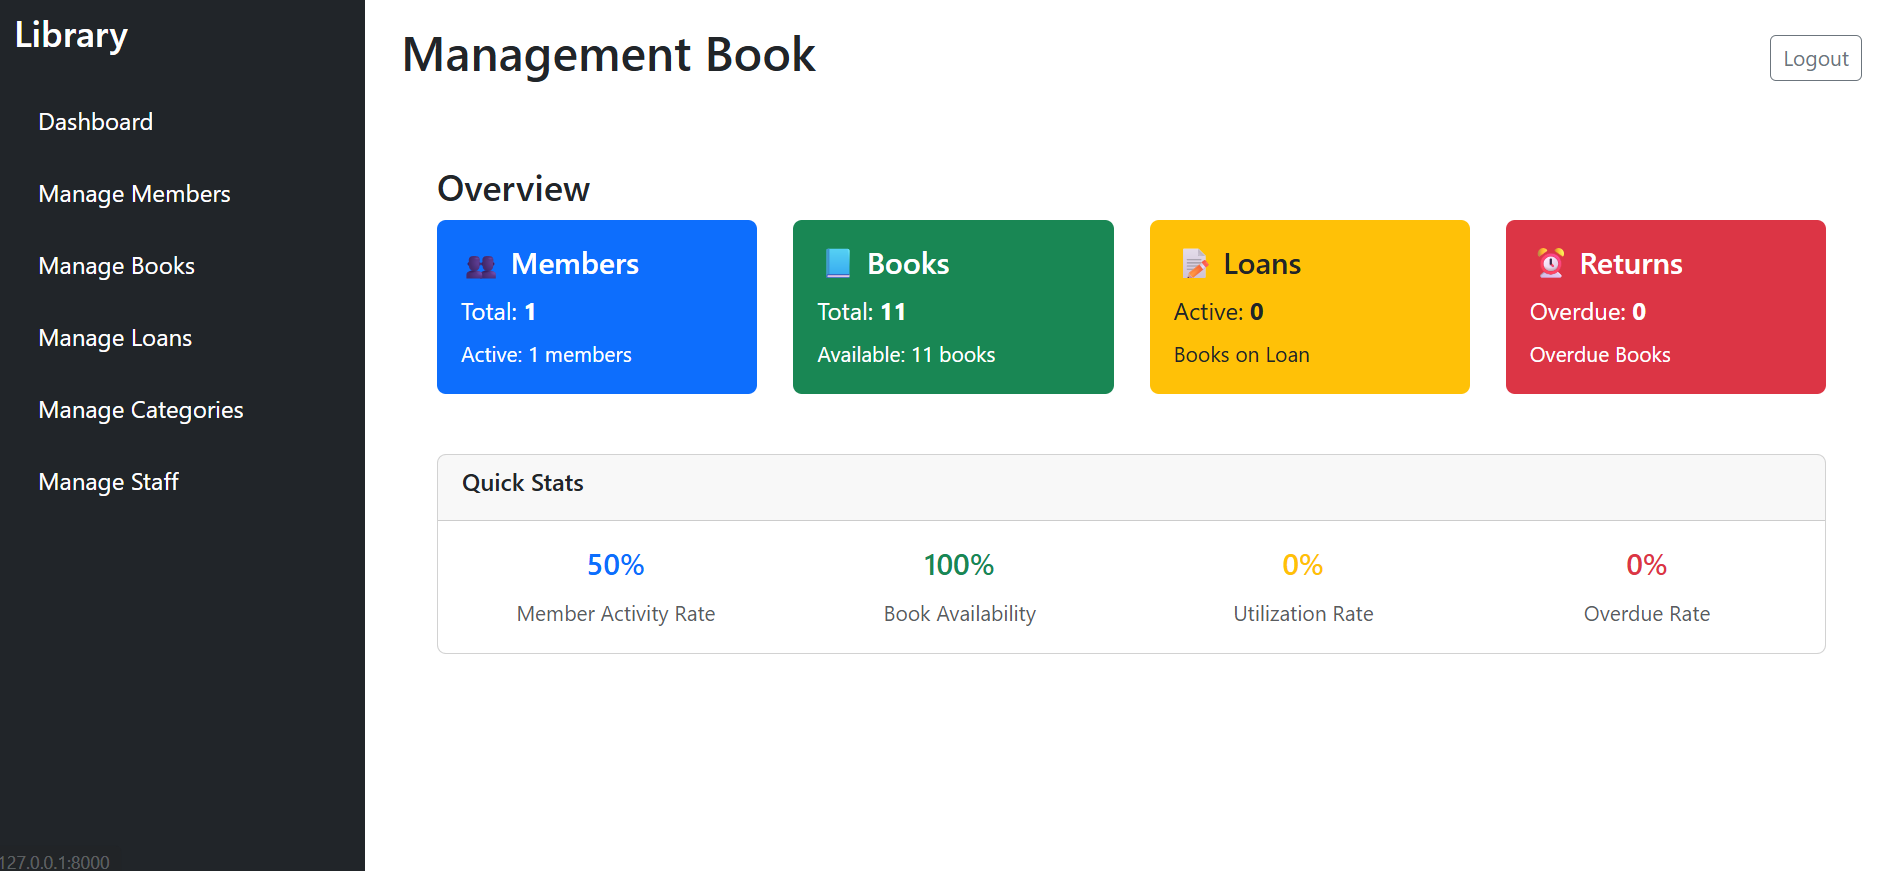 Library
Dashboard
Manage Members
Manage Books
Manage Loans
Manage Categories
Manage Staff
127.0.0.1:8000
Management Book
Logout
Overview
Members
Total: 1
Active: 1 members
Books
Total: 11
Available: 11 books
Loans
Active: 0
Books on Loan
Returns
Overdue: 0
Overdue Books
Quick Stats
50%
Member Activity Rate
100%
Book Availability
0%
Utilization Rate
0%
Overdue Rate